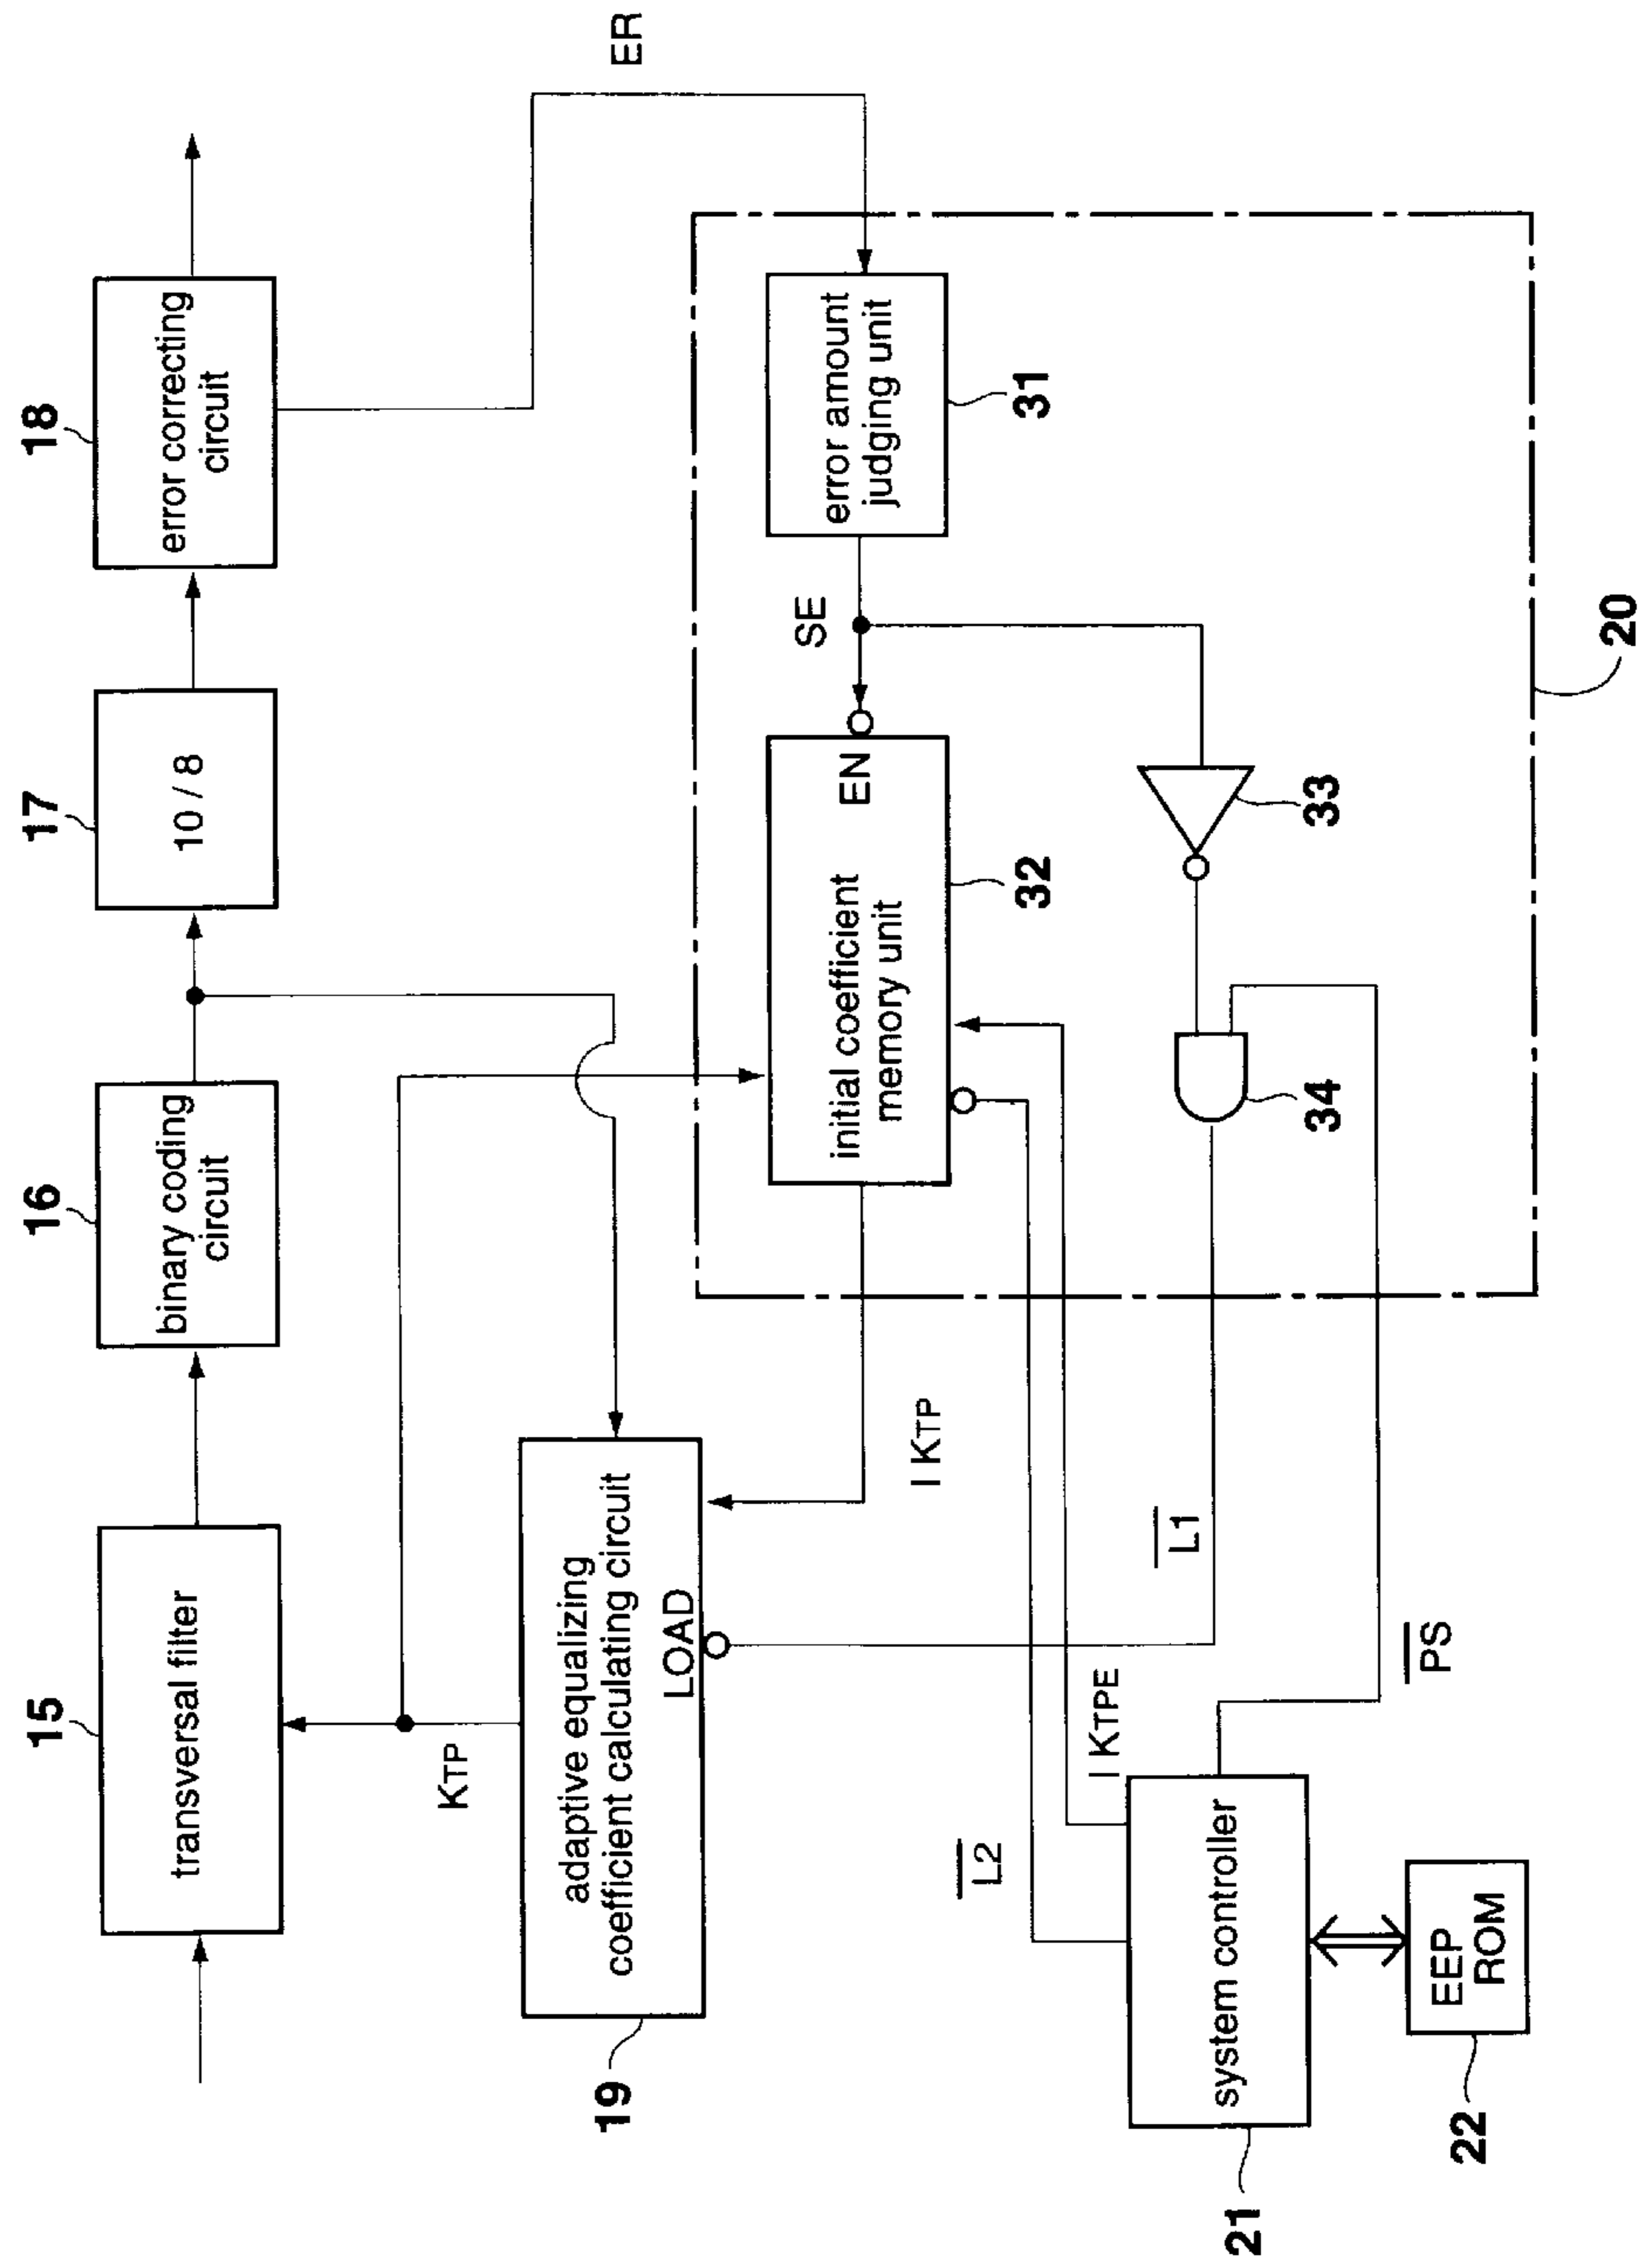 15
transversal filter
16
binary coding
circuit
17
10 / 8
18
error correcting
circuit
ER
KTP
19
adaptive equalizing
coefficient calculating circuit
LOAD
I KTP
SE
error amount
judging unit
31
EN
initial coefficient
memory unit
32
33
34
20
L2
I KTPE
L1
PS
21
system controller
22
EEP
ROM